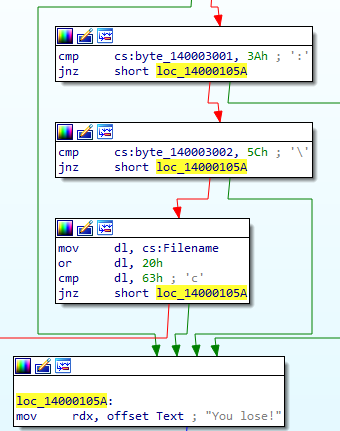 cmp     cs:byte_140003001, 3Ah ; ':'
jnz     short loc_14000105A
cmp     cs:byte_140003002, 5Ch ; '\'
jnz     short loc_14000105A
mov     dl, cs:Filename
or      dl, 20h
cmp     dl, 63h ; 'c'
jnz     short loc_14000105A
loc_14000105A:
mov     rdx, offset Text ; "You lose!"